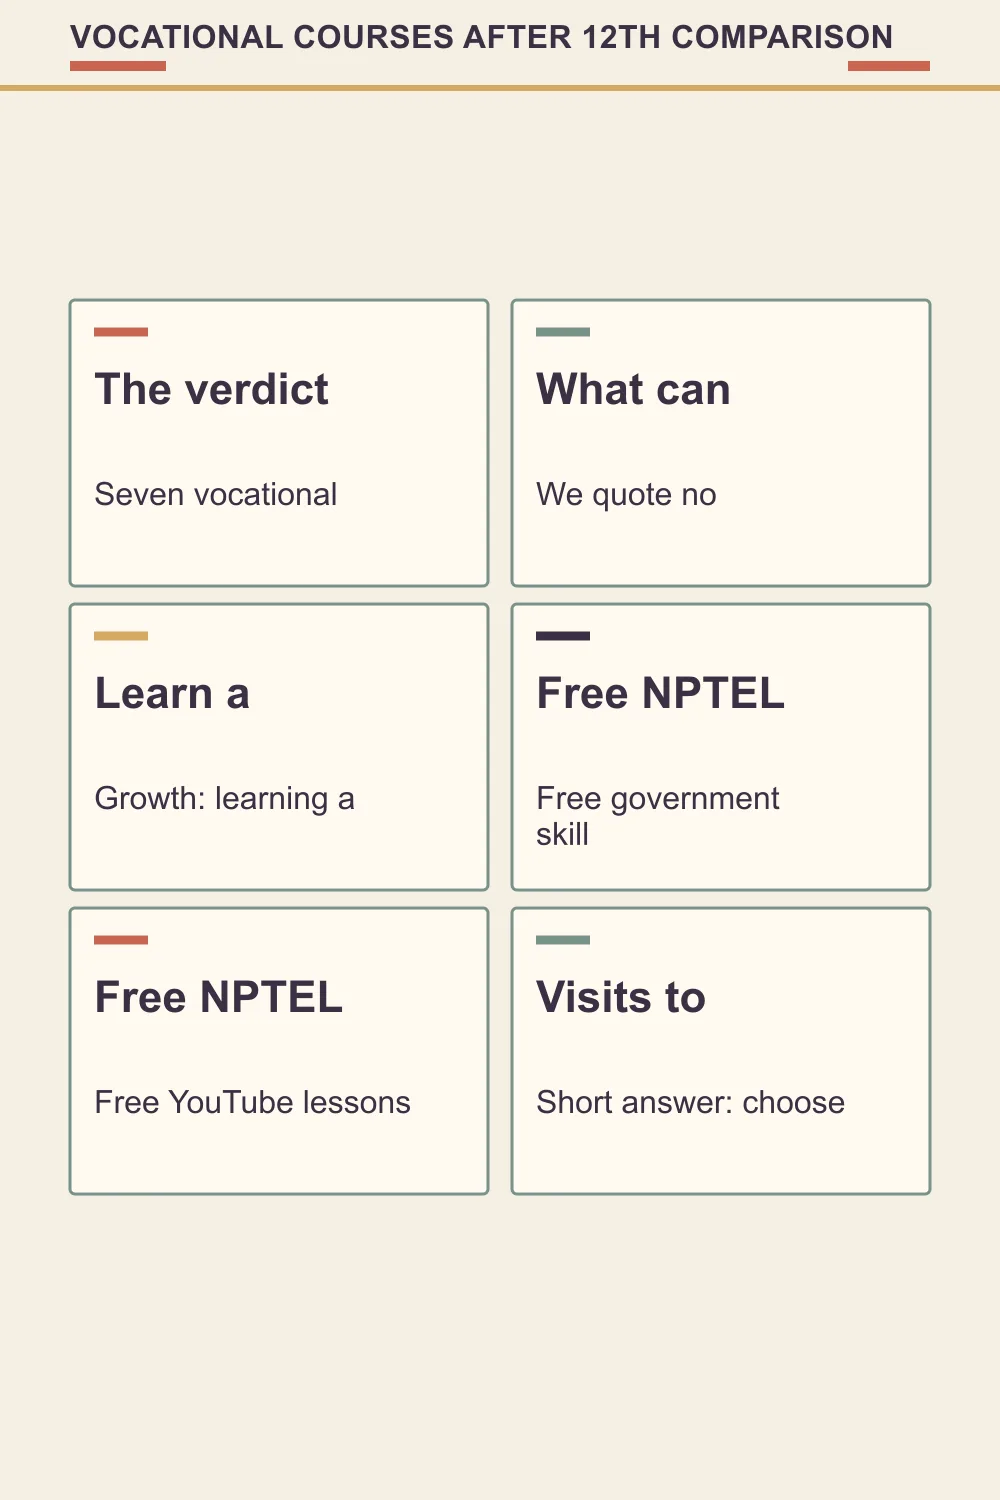 VOCATIONAL COURSES AFTER 12TH COMPARISON
The verdict
Seven vocational
What can
We quote no
Learn a
Growth: learning a
Free NPTEL
Free government
skill
Free NPTEL
Free YouTube lessons
Visits to
Short answer: choose